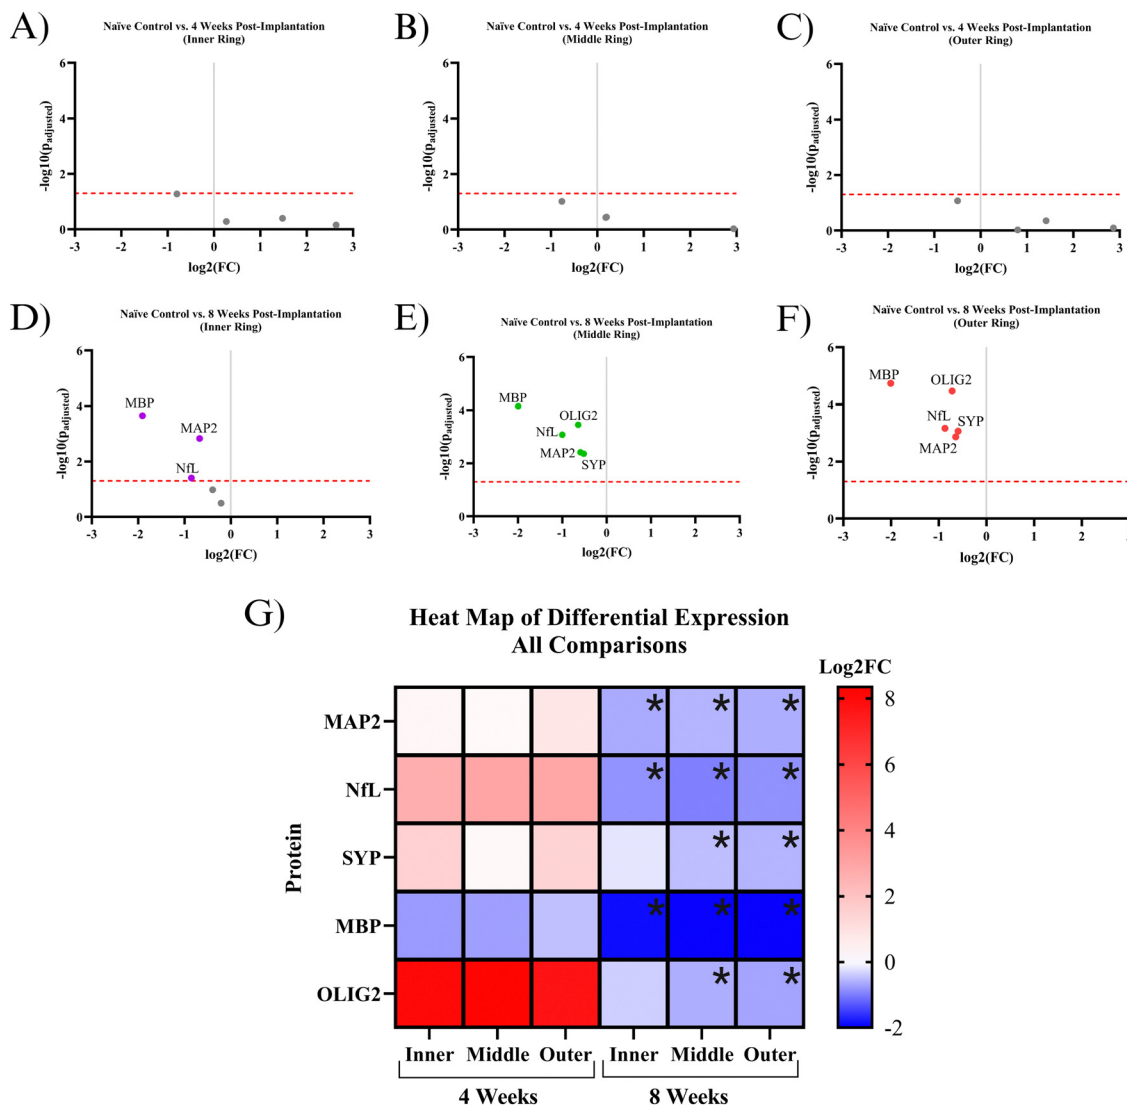 A)
Naïve Control vs. 4 Weeks Post-Implantation
(Inner Ring)
-log10(padjusted)
6
4
2
0
-3 -2 -1 0 1 2 3
log2(FC)
B)
Naïve Control vs. 4 Weeks Post-Implantation
(Middle Ring)
-log10(padjusted)
6
4
2
0
-3 -2 -1 0 1 2 3
log2(FC)
C)
Naïve Control vs. 4 Weeks Post-Implantation
(Outer Ring)
-log10(padjusted)
6
4
2
0
-3 -2 -1 0 1 2 3
log2(FC)
D)
Naïve Control vs. 8 Weeks Post-Implantation
(Inner Ring)
-log10(padjusted)
6
4
2
0
MBP
MAP2
NfL
-3 -2 -1 0 1 2 3
log2(FC)
E)
Naïve Control vs. 8 Weeks Post-Implantation
(Middle Ring)
-log10(padjusted)
6
4
2
0
MBP
OLIG2
NfL
MAP2
SYP
-3 -2 -1 0 1 2 3
log2(FC)
F)
Naïve Control vs. 8 Weeks Post-Implantation
(Outer Ring)
-log10(padjusted)
6
4
2
0
MBP
OLIG2
NfL
SYP
MAP2
-3 -2 -1 0 1 2
log2(FC)
G)
Heat Map of Differential Expression
All Comparisons
Log2FC
8
6
4
2
0
-2
Protein
MAP2 * * *
NfL * * *
SYP * *
MBP * * *
OLIG2 * *
Inner Middle Outer Inner Middle Outer
4 Weeks 8 Weeks